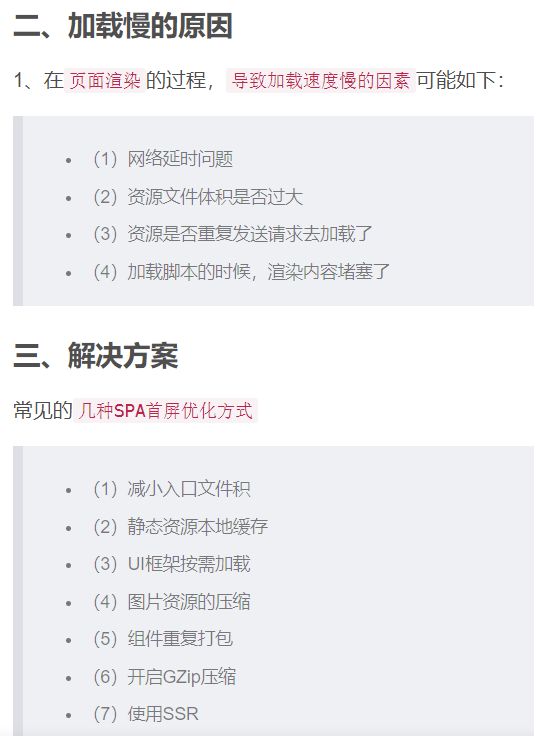 二、加载慢的原因
1、在页面渲染的过程，导致加载速度慢的因素可能如下：
• （1）网络延时问题
• （2）资源文件体积是否过大
• （3）资源是否重复发送请求去加载了
• （4）加载脚本的时候，渲染内容堵塞了
三、解决方案
常见的几种SPA首屏优化方式
• （1）减小入口文件积
• （2）静态资源本地缓存
• （3）UI框架按需加载
• （4）图片资源的压缩
• （5）组件重复打包
• （6）开启GZip压缩
• （7）使用SSR